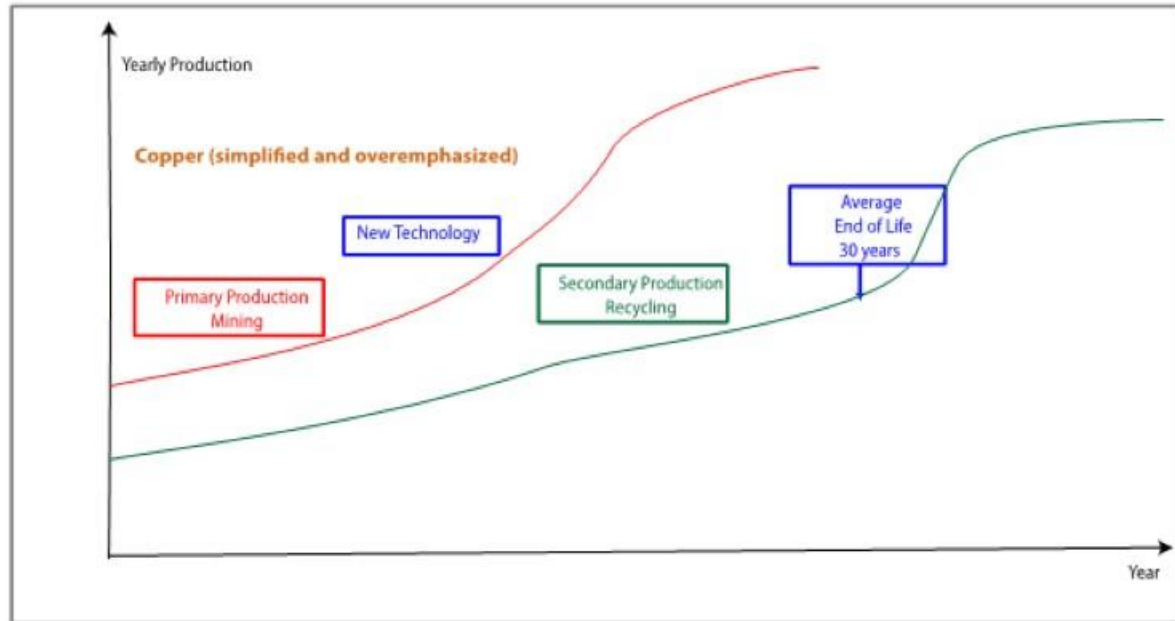 Yearly Production
Copper (simplified and overemphasized)
New Technology
Primary Production
Mining
Secondary Production
Recycling
Average
End of Life
30 years
Year